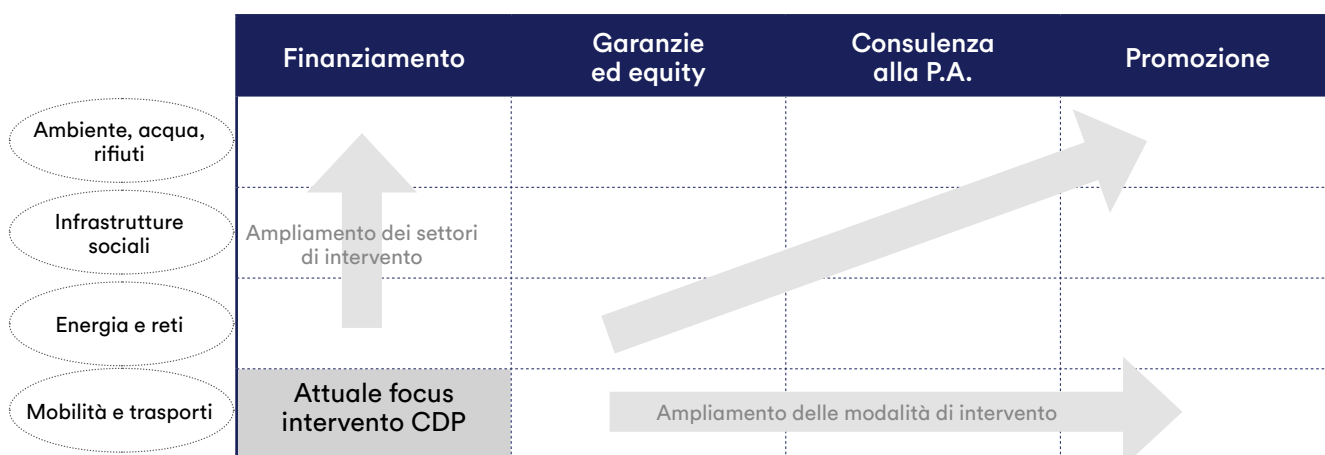 Finanziamento
Garanzie
ed equity
Consulenza
alla P.A.
Promozione
Ambiente, acqua,
rifiuti
Infrastrutture
sociali
Ampliamento dei settori
di intervento
Energia e reti
Mobilità e trasporti
Attuale focus
intervento CDP
Ampliamento delle modalità di intervento